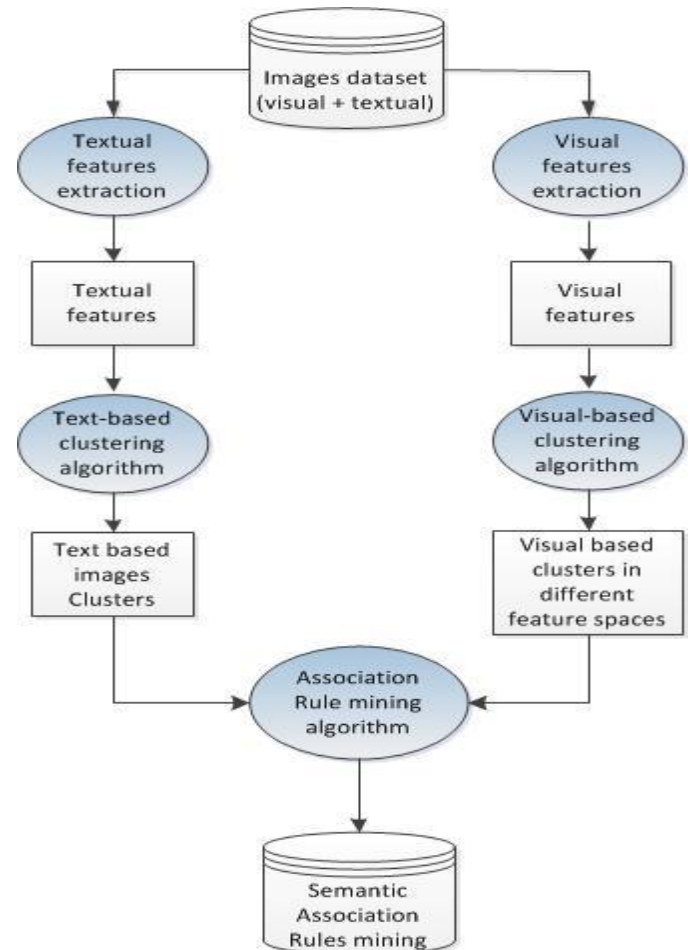 Images dataset
(visual + textual)
Textual
features
extraction
Visual
features
extraction
Textual
features
Visual
features
Text-based
clustering
algorithm
Visual-based
clustering
algorithm
Text based
images
Clusters
Visual based
clusters in
different
feature spaces
Association
Rule mining
algorithm
Semantic
Association
Rules mining